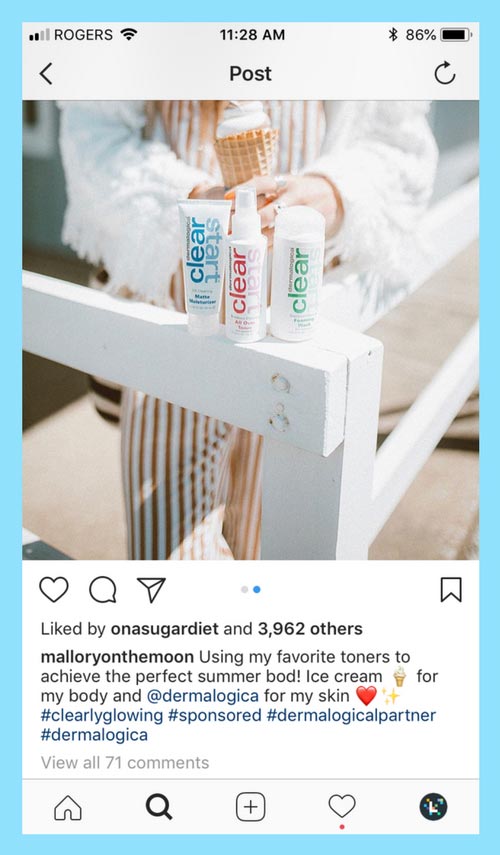 ROGERS 11:28 AM 86%
Post
dermalogica
clear
start
Matte
Moisturizer
dermalogica
clear
start
All Over
Toner
dermalogica
clear
start
Foaming
Liked by onasugardiet and 3,962 others
malloryonthemoon Using my favorite toners to
achieve the perfect summer bod! Ice cream 🍦 for
my body and @dermalogica for my skin ❤️✨
#clearlyglowing #sponsored #dermalogicalpartner
#dermalogica
View all 71 comments
L